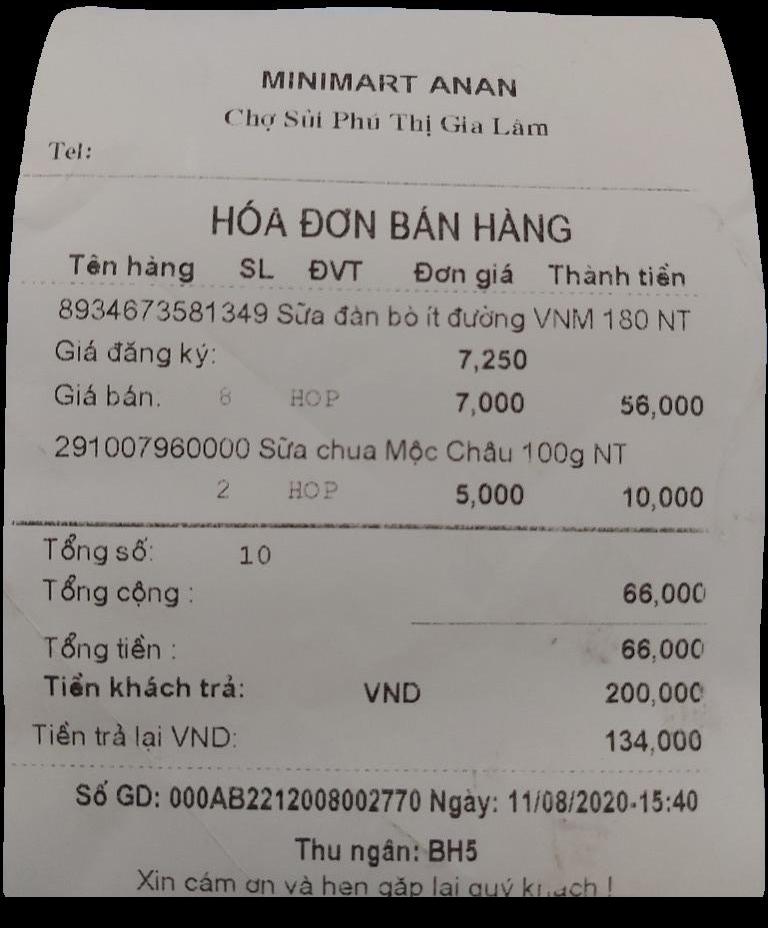 MINIMART ANAN
Chợ Sủi Phú Thị Gia Lâm
Tel:
HÓA ĐƠN BÁN HÀNG
Tên hàng SL ĐVT Đơn giá Thành tiền
8934673581349 Sữa đàn bò ít đường VNM 180 NT
Giá đăng ký: 7,250
Giá bán. 8 HOP 7,000 56,000
291007960000 Sữa chua Mộc Châu 100g NT
2 HOP 5,000 10,000
Tổng số: 10
Tổng cộng : 66,000
Tổng tiền : 66,000
Tiền khách trả: VND 200,000
Tiền trả lại VND: 134,000
Số GD: 000AB2212008002770 Ngày: 11/08/2020-15:40
Thu ngân: BH5
Xin cám ơn và hẹn gặp lại quý khách !